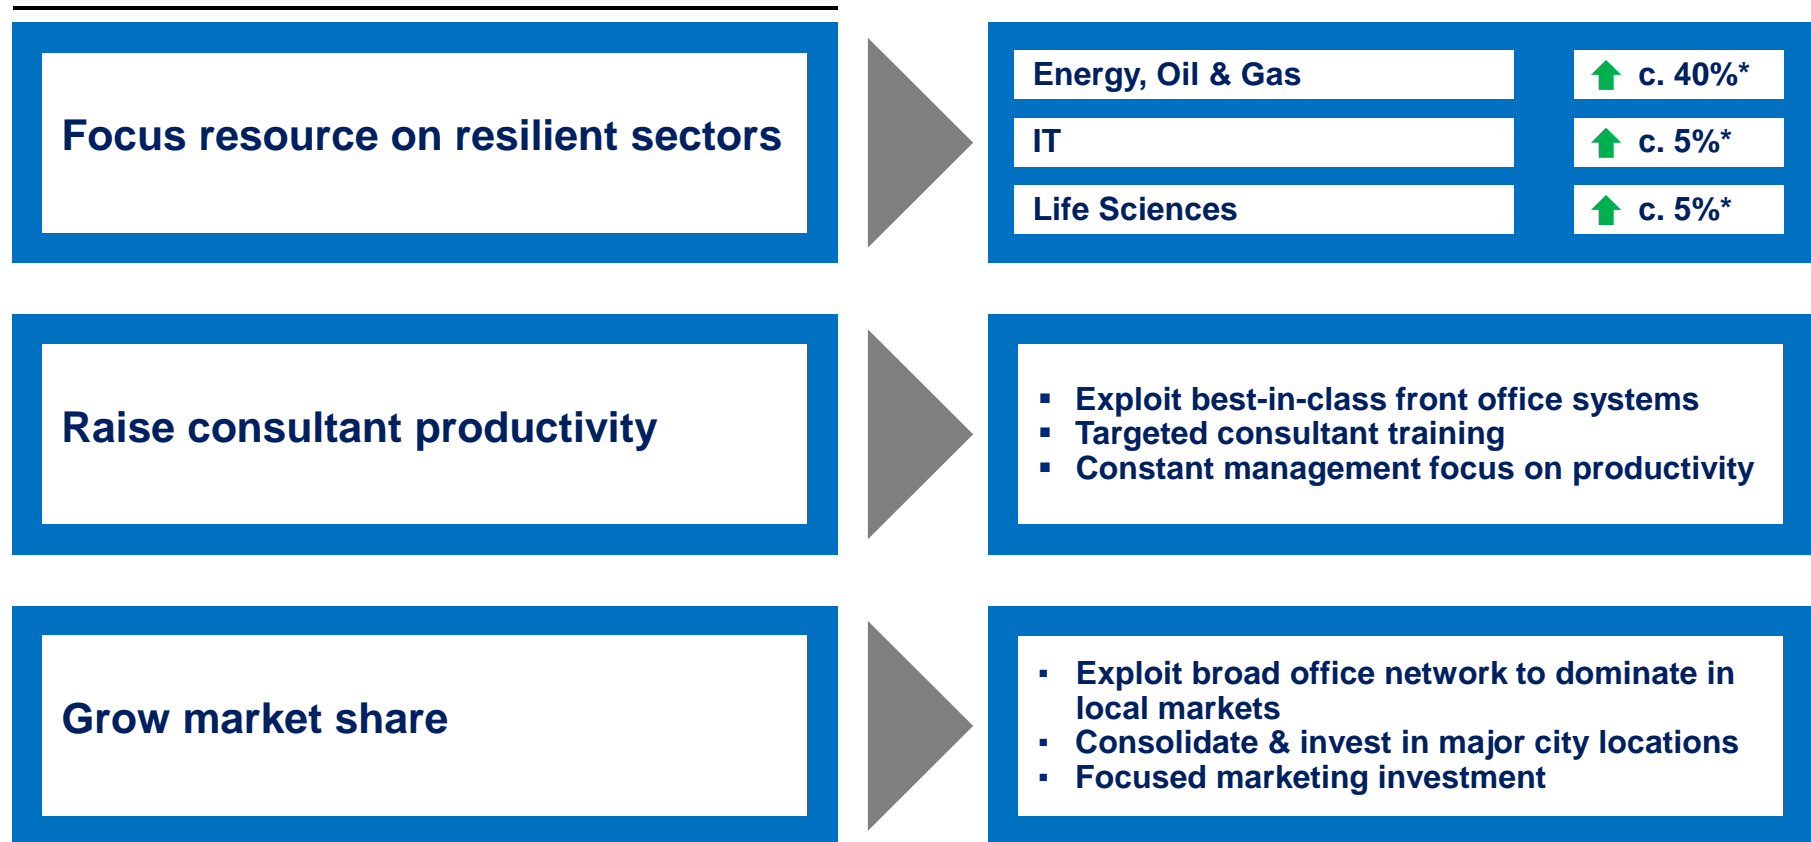 Focus resource on resilient sectors
Energy, Oil & Gas
c. 40%*
IT
c. 5%*
Life Sciences
c. 5%*
Raise consultant productivity
▪ Exploit best-in-class front office systems
▪ Targeted consultant training
▪ Constant management focus on productivity
Grow market share
▪ Exploit broad office network to dominate in
local markets
▪ Consolidate & invest in major city locations
▪ Focused marketing investment